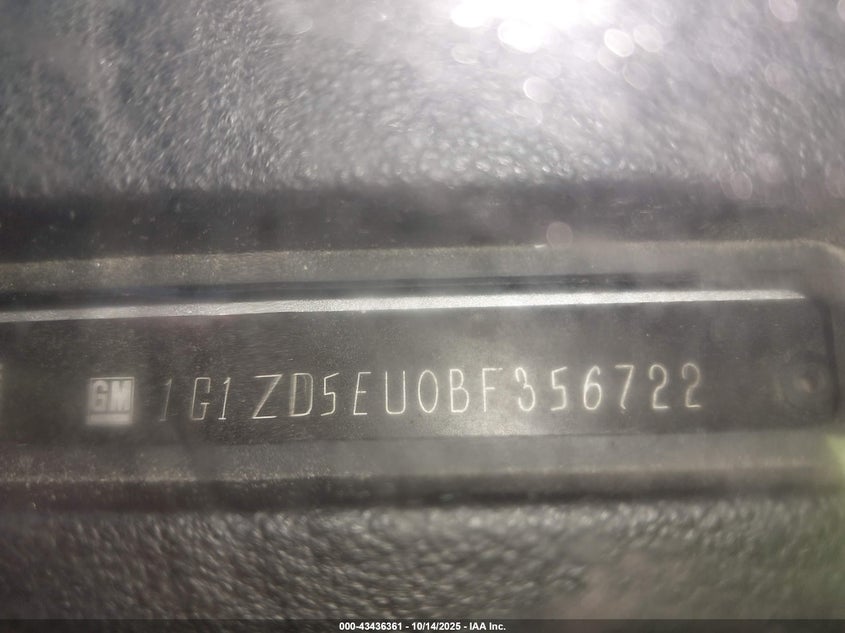 GM 1G1ZD5EU0BF356722
000-43436361 - 10/14/2025 - IAA Inc.